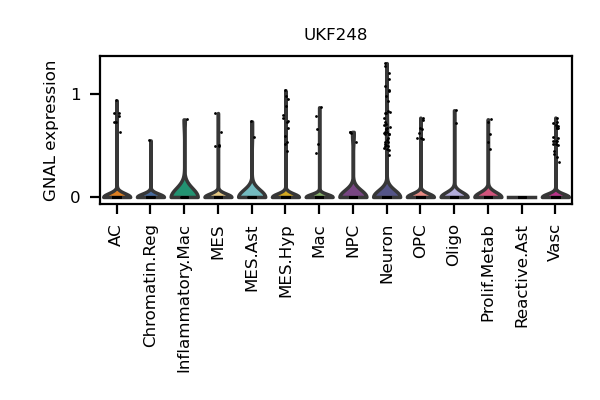 UKF248
GNAL expression
1
0
AC
Chromatin.Reg
Inflammatory.Mac
MES
MES.Ast
MES.Hyp
Mac
NPC
Neuron
OPC
Oligo
Prolif.Metab
Reactive.Ast
Vasc